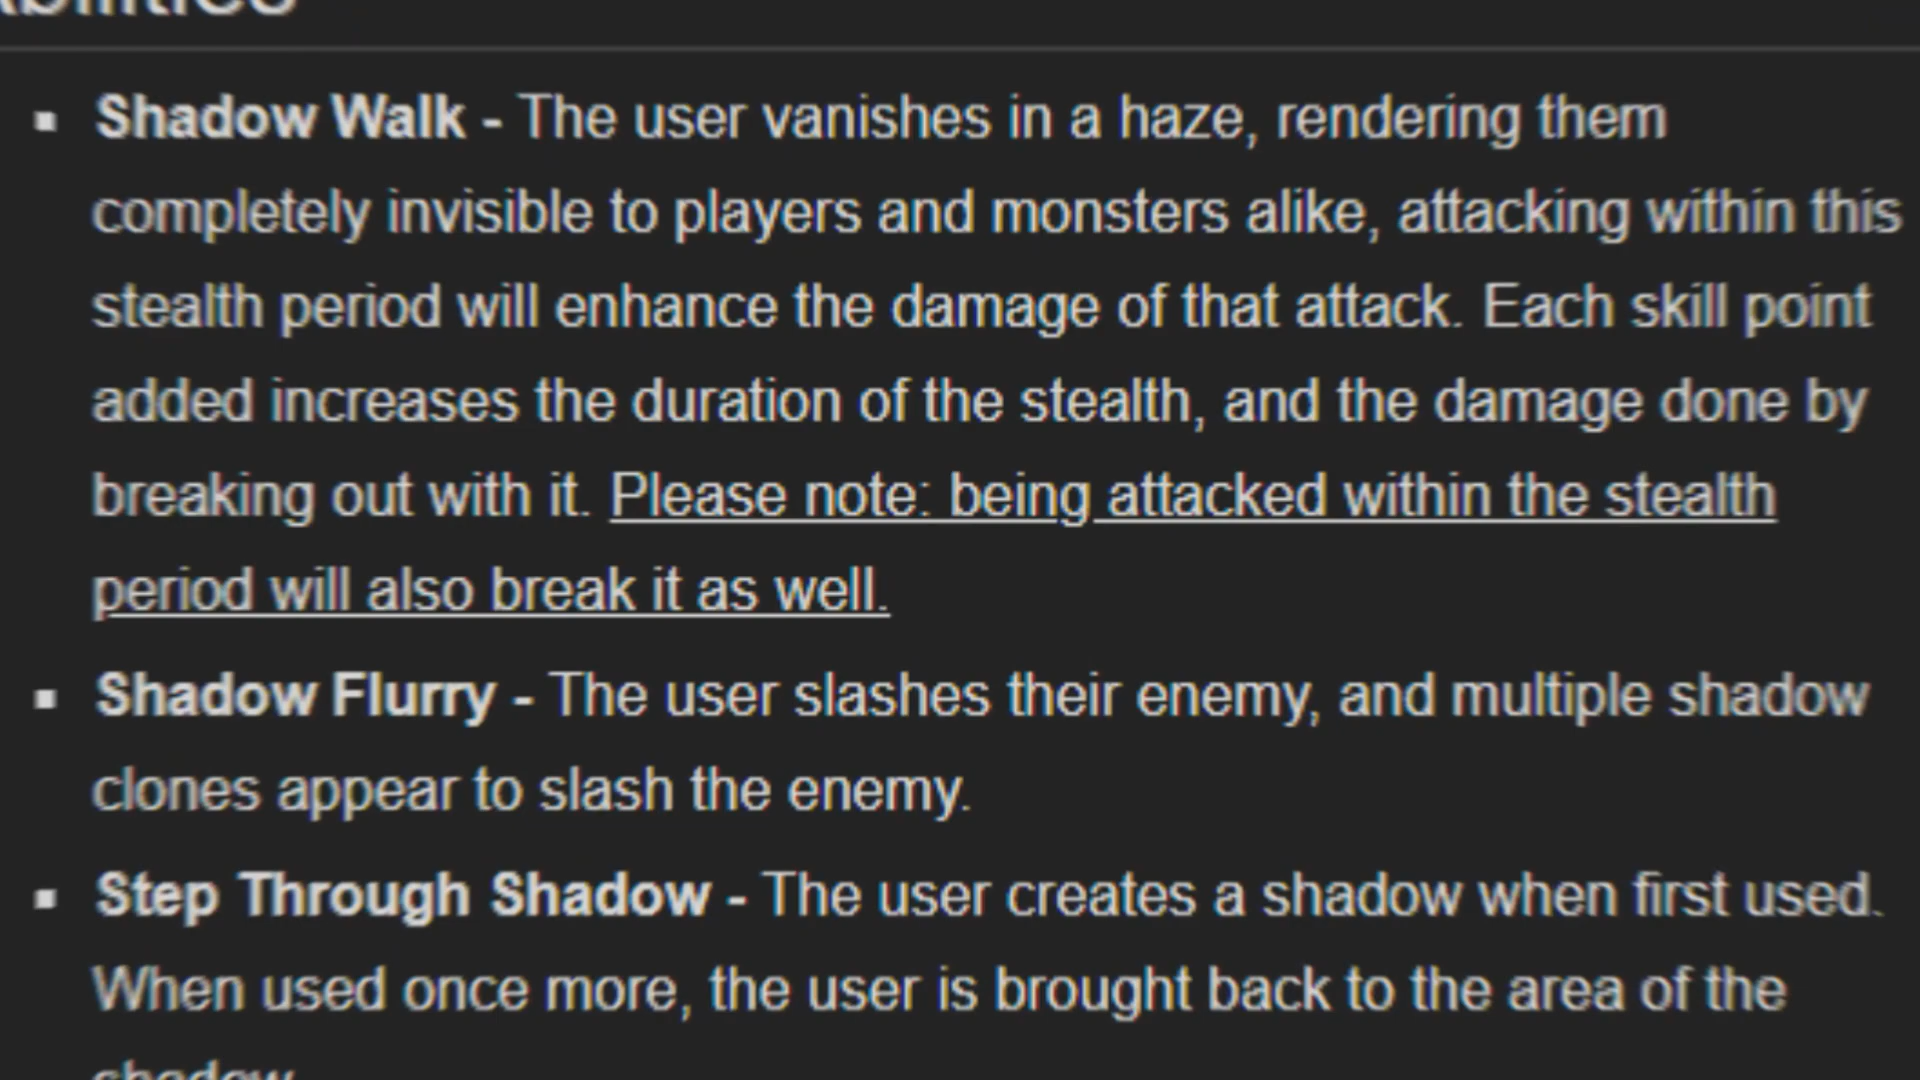 Abilities
Shadow Walk - The user vanishes in a haze, rendering them
completely invisible to players and monsters alike, attacking within this
stealth period will enhance the damage of that attack. Each skill point
added increases the duration of the stealth, and the damage done by
breaking out with it. Please note: being attacked within the stealth
period will also break it as well.
Shadow Flurry - The user slashes their enemy, and multiple shadow
clones appear to slash the enemy.
Step Through Shadow - The user creates a shadow when first used.
When used once more, the user is brought back to the area of the
shadow.